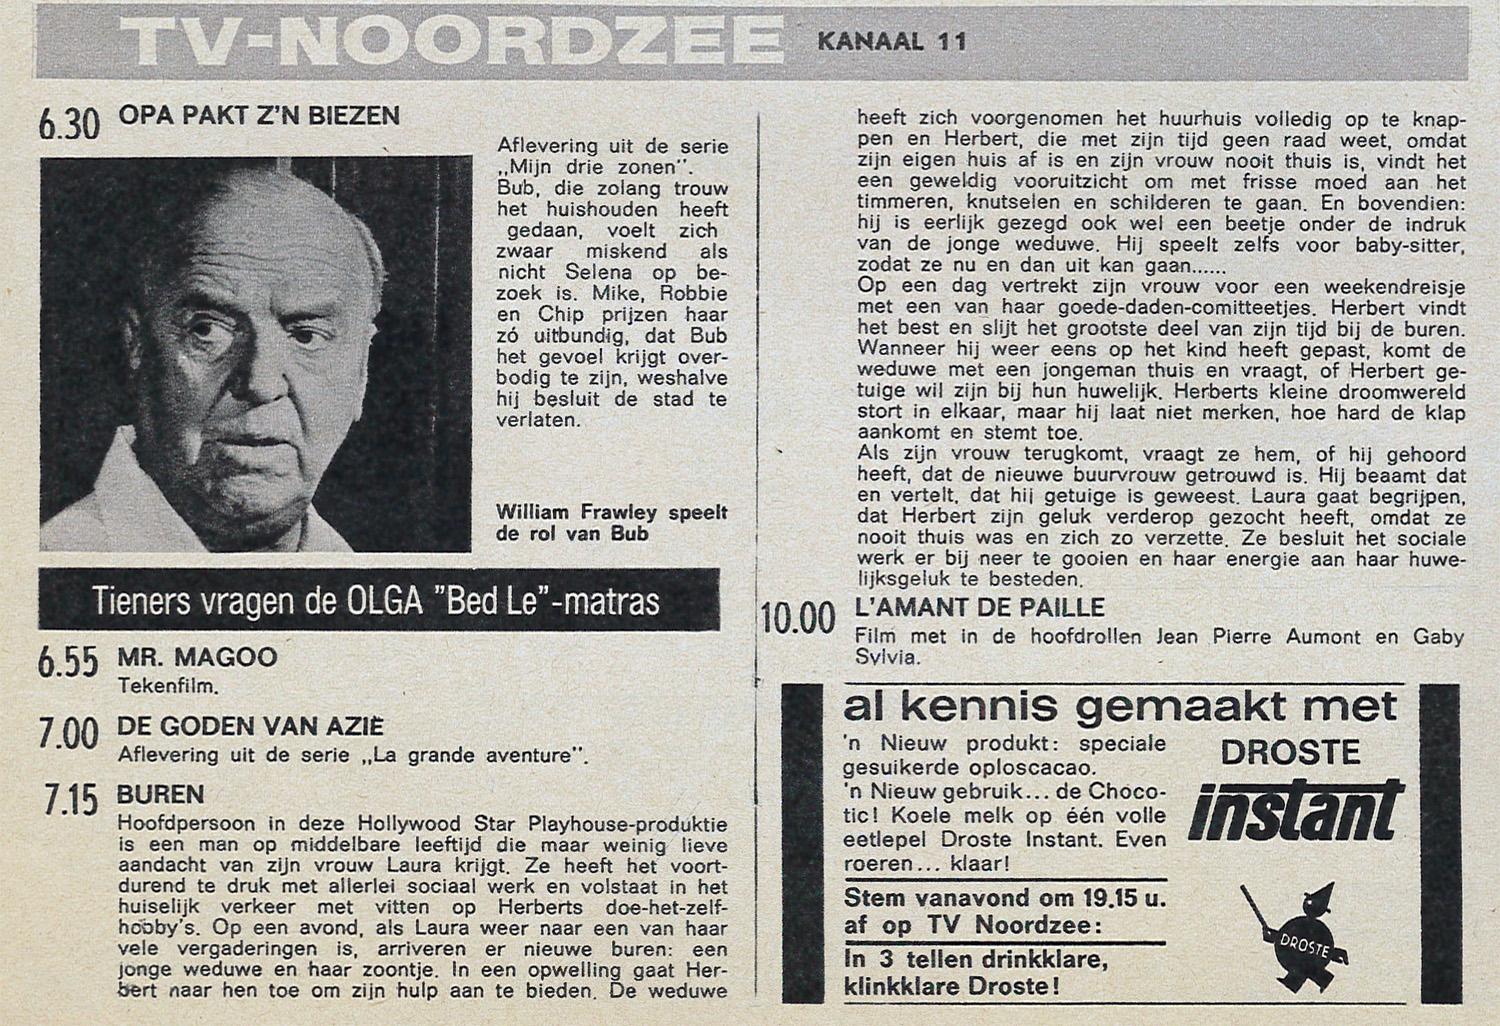 TV-NOORDZEE KANAAL 11
6.30 OPA PAKT Z'N BIEZEN
Aflevering uit de serie
„Mijn drie zonen”.
Bub, die zolang trouw
het huishouden heeft
gedaan, voelt zich
zwaar miskend als
nicht Selena op be-
zoek is. Mike, Robbie
en Chip prijzen haar
zó uitbundig, dat Bub
het gevoel krijgt over-
bodig te zijn, weshalve
hij besluit de stad te
verlaten.
William Frawley speelt
de rol van Bub
Tieners vragen de OLGA ”Bed Le”-matras
6.55 MR. MAGOO
Tekenfilm.
7.00 DE GODEN VAN AZIË
Aflevering uit de serie „La grande aventure”.
7.15 BUREN
Hoofdpersoon in deze Hollywood Star Playhouse-produktie
is een man op middelbare leeftijd die maar weinig lieve
aandacht van zijn vrouw Laura krijgt. Ze heeft het voort-
durend te druk met allerlei sociaal werk en volstaat in het
huiselijk verkeer met vitten op Herberts doe-het-zelf-
hobby's. Op een avond, als Laura weer naar een van haar
vele vergaderingen is, arriveren er nieuwe buren: een
jonge weduwe en haar zoontje. In een opwelling gaat Her-
bert naar hen toe om zijn hulp aan te bieden. De weduwe
heeft zich voorgenomen het huurhuis volledig op te knap-
pen en Herbert, die met zijn tijd geen raad weet, omdat
zijn eigen huis af is en zijn vrouw nooit thuis is, vindt het
een geweldig vooruitzicht om met frisse moed aan het
timmeren, knutselen en schilderen te gaan. En bovendien:
hij is eerlijk gezegd ook wel een beetje onder de indruk
van de jonge weduwe. Hij speelt zelfs voor baby-sitter,
zodat ze nu en dan uit kan gaan......
Op een dag vertrekt zijn vrouw voor een weekendreisje
met een van haar goede-daden-comitteetjes. Herbert vindt
het best en slijt het grootste deel van zijn tijd bij de buren.
Wanneer hij weer eens op het kind heeft gepast, komt de
weduwe met een jongeman thuis en vraagt, of Herbert ge-
tuige wil zijn bij hun huwelijk. Herberts kleine droomwereld
stort in elkaar, maar hij laat niet merken, hoe hard de klap
aankomt en stemt toe.
Als zijn vrouw terugkomt, vraagt ze hem, of hij gehoord
heeft, dat de nieuwe buurvrouw getrouwd is. Hij beaamt dat
en vertelt, dat hij getuige is geweest. Laura gaat begrijpen,
dat Herbert zijn geluk verderop gezocht heeft, omdat ze
nooit thuis was en zich zo verzette. Ze besluit het sociale
werk er bij neer te gooien en haar energie aan haar huwe-
lijksgeluk te besteden.
10.00 L'AMANT DE PAILLE
Film met in de hoofdrollen Jean Pierre Aumont en Gaby
Sylvia.
al kennis gemaakt met
'n Nieuw produkt: speciale
gesuikerde oploscacao.
'n Nieuw gebruik... de Choco-
tic! Koele melk op één volle
eetlepel Droste Instant. Even
roeren... klaar!
Stem vanavond om 19.15 u.
af op TV Noordzee:
In 3 tellen drinkklare,
klinkklare Droste!
DROSTE
instant
DROSTE